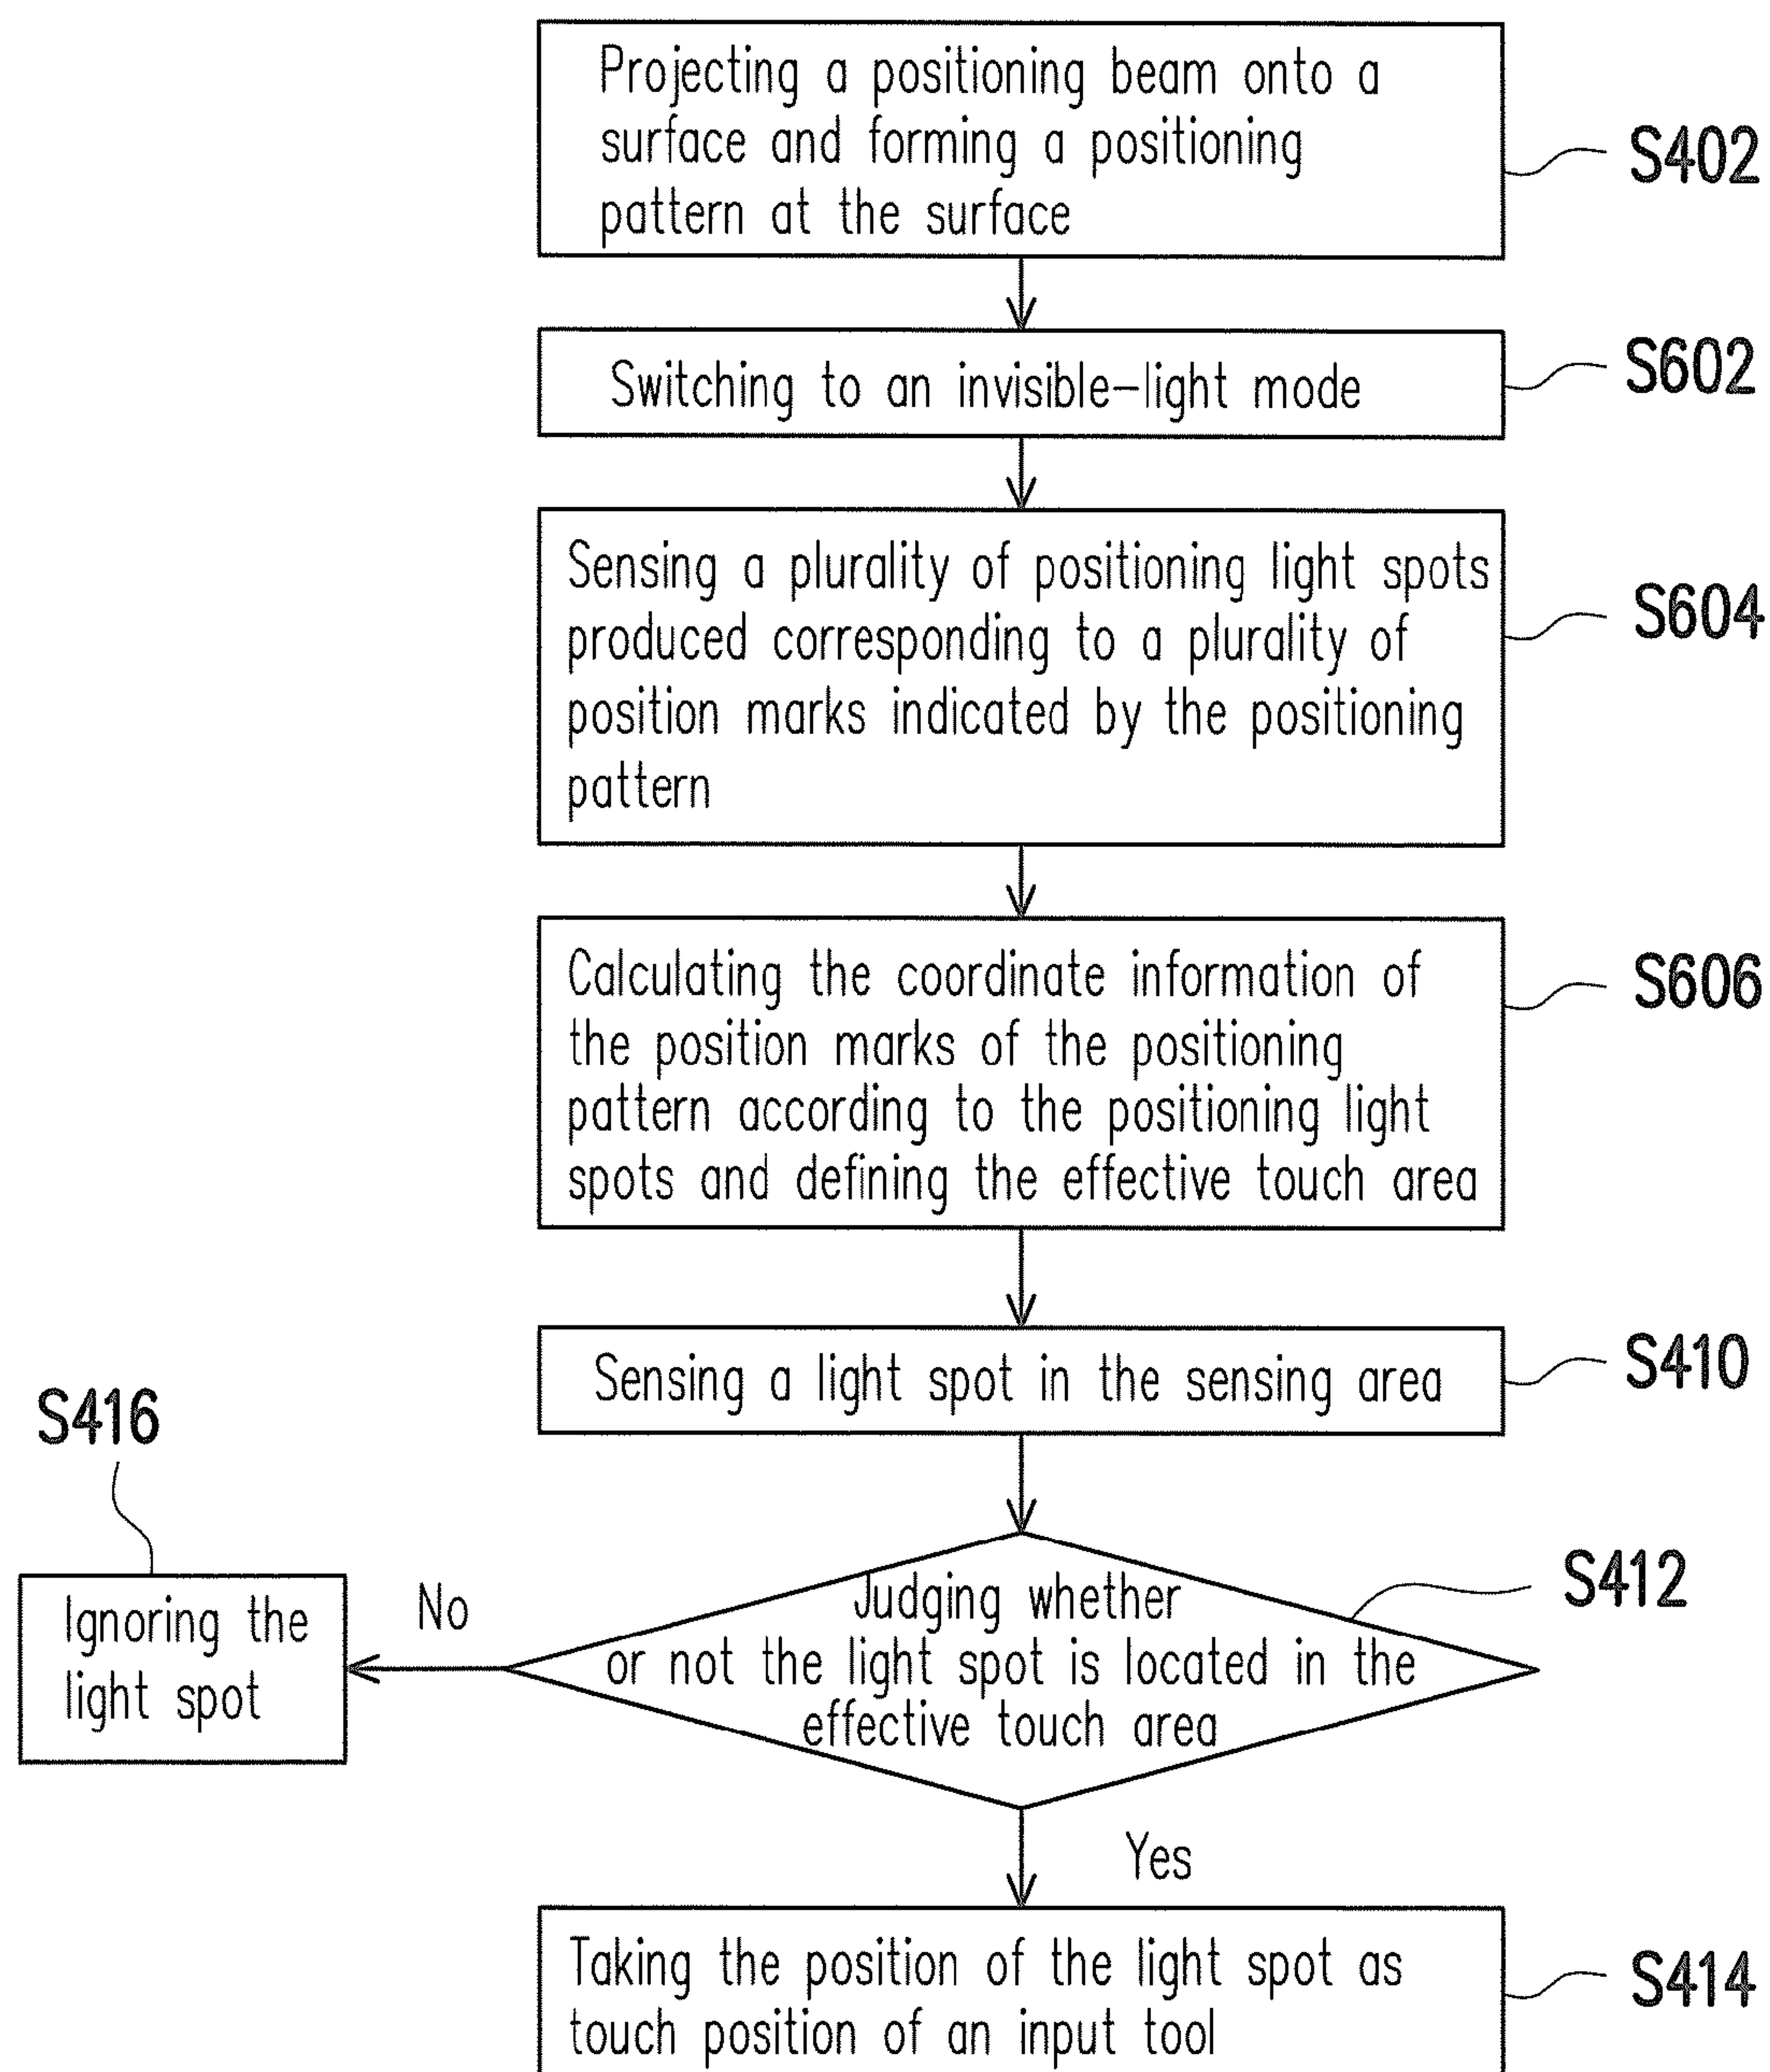 Projecting a positioning beam onto a
surface and forming a positioning
pattern at the surface
S402
Switching to an invisible-light mode
S602
Sensing a plurality of positioning light spots
produced corresponding to a plurality of
position marks indicated by the positioning
pattern
S604
Calculating the coordinate information of
the position marks of the positioning
pattern according to the positioning light
spots and defining the effective touch area
S606
Sensing a light spot in the sensing area
S410
S416
Ignoring the
light spot
No
Judging whether
or not the light spot is located in the
effective touch area
S412
Yes
Taking the position of the light spot as
touch position of an input tool
S414